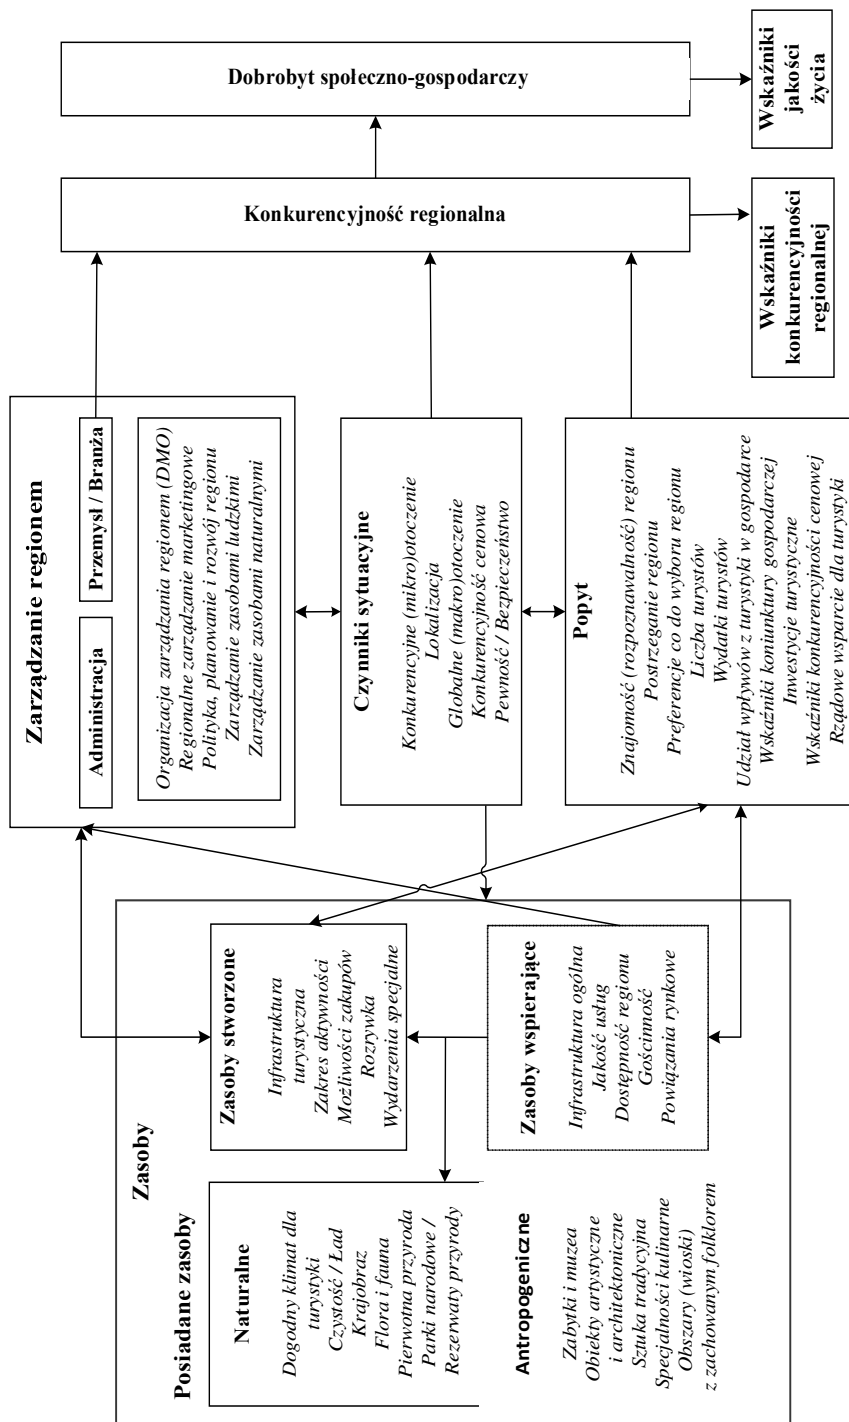 Zasoby
Posiadane zasoby
Naturalne
Dogodny klimat dla
turystyki
Czystość / Ład
Krajobraz
Flora i fauna
Pierwotna przyroda
Parki narodowe /
Rezerwaty przyrody
Antropogeniczne
Zabytki i muzea
Obiekty artystyczne
i architektoniczne
Sztuka tradycyjna
Specjalności kulinarne
Obszary (wioski)
z zachowanym folklorem
Zasoby stworzone
Infrastruktura
turystyczna
Zakres aktywności
Możliwości zakupów
Rozrywka
Wydarzenia specjalne
Zasoby wspierające
Infrastruktura ogólna
Jakość usług
Dostępność regionu
Gościnność
Powiązania rynkowe
Zarządzanie regionem
Administracja
Przemysł / Branża
Organizacja zarządzania regionem (DMO)
Regionalne zarządzanie marketingowe
Polityka, planowanie i rozwój regionu
Zarządzanie zasobami ludzkimi
Zarządzanie zasobami naturalnymi
Czynniki sytuacyjne
Konkurencyjne (mikro)otoczenie
Lokalizacja
Globalne (makro)otoczenie
Konkurencyjność cenowa
Pewność / Bezpieczeństwo
Popyt
Znajomość (rozpoznawalność) regionu
Postrzeganie regionu
Preferencje co do wyboru regionu
Liczba turystów
Wydatki turystów
Udział wpływów z turystyki w gospodarce
Wskaźniki koniunktury gospodarczej
Inwestycje turystyczne
Wskaźniki konkurencyjności cenowej
Rządowe wsparcie dla turystyki
Konkurencyjność regionalna
Wskaźniki
konkurencyjności
regionalnej
Dobrobyt społeczno-gospodarczy
Wskaźniki
jakości
życia